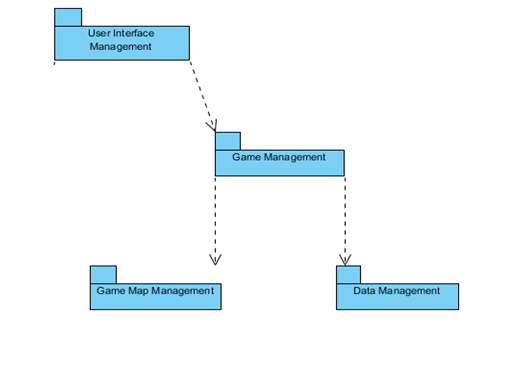 User Interface
Management
Game Management
Game Map Management
Data Management